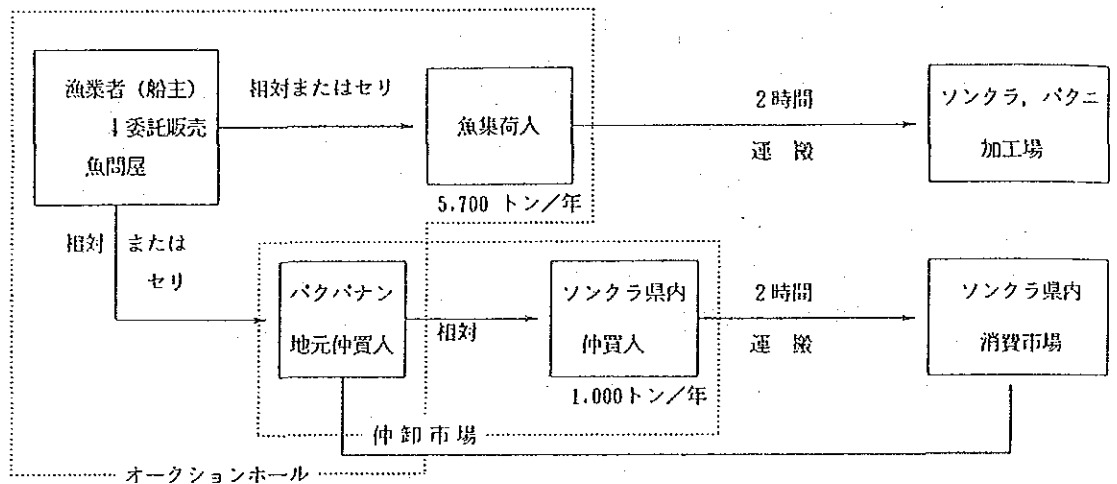 漁業者（船主）
↓委託販売
魚問屋
相対またはセリ
魚集荷人
5.700 トン／年
2時間
運 搬
ソンクラ，パタニ
加工場
相対 または
セリ
パクパナン
地元仲買人
相対
ソンクラ県内
仲買人
1.000トン／年
2時間
運 搬
ソンクラ県内
消費市場
仲卸市場
オークションホール